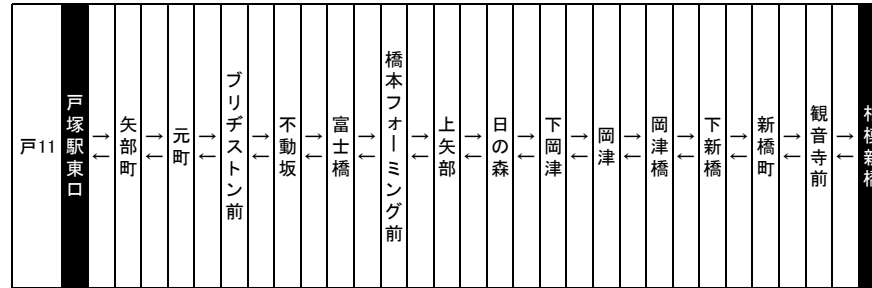 戸11
戸塚駅東口
→
←
矢部町
→
←
元町
→
←
ブリヂストン前
→
←
不動坂
→
←
富士橋
→
←
橋本フォーミング前
→
←
上矢部
→
←
日の森
→
←
下岡津
→
←
岡津
→
←
岡津橋
→
←
下新橋
→
←
新橋町
→
←
観音寺前
→
←